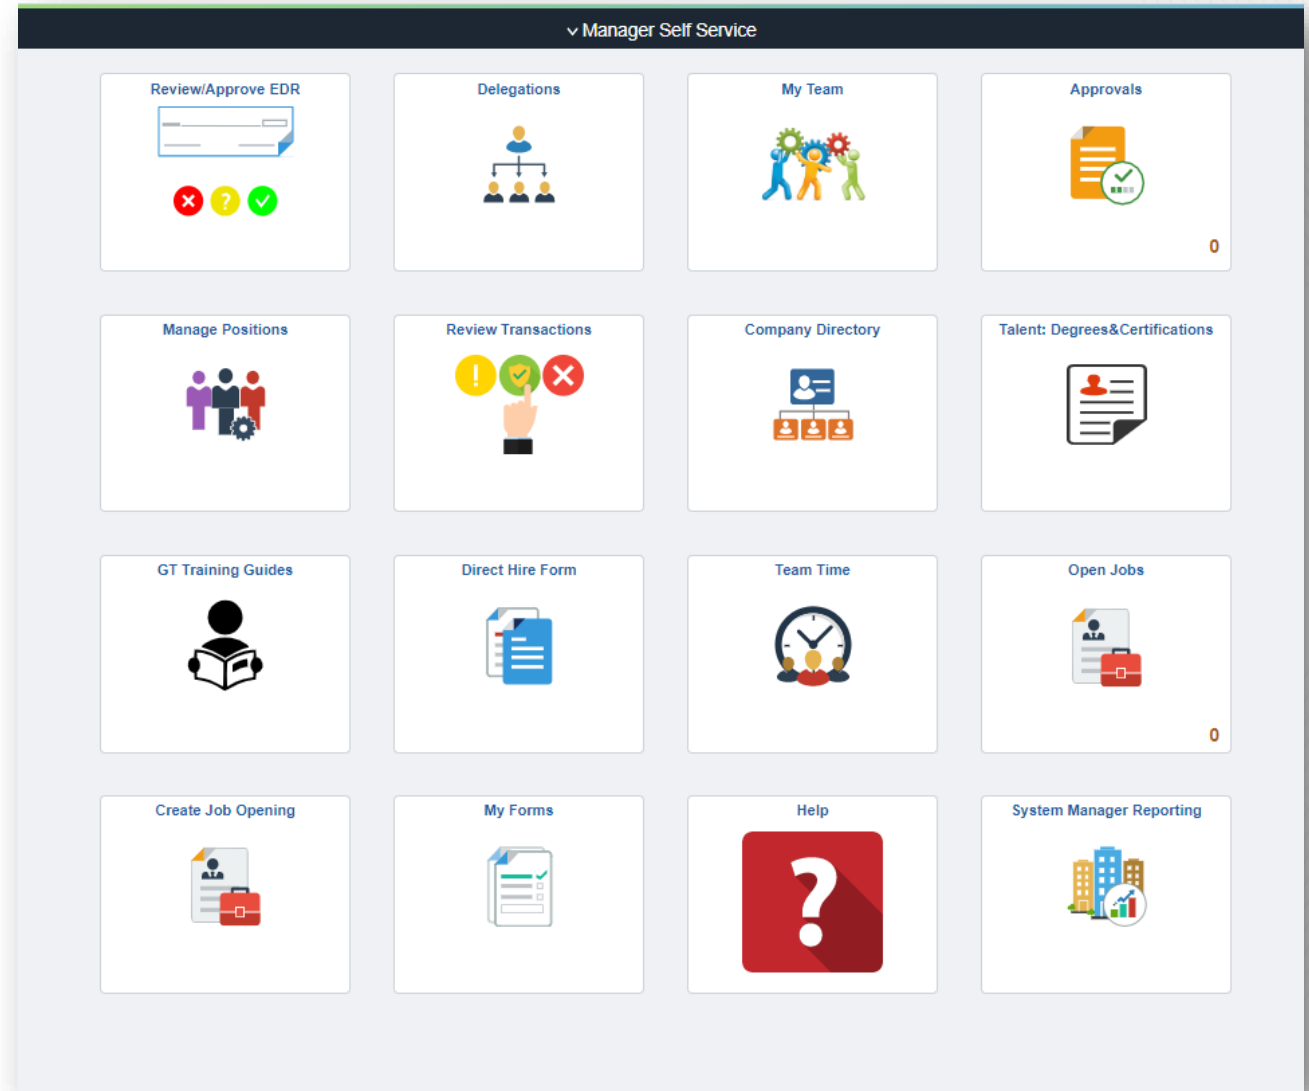 Manager Self Service
Review/Approve EDR
Delegations
My Team
Approvals
0
Manage Positions
Review Transactions
Company Directory
Talent: Degrees&Certifications
GT Training Guides
Direct Hire Form
Team Time
Open Jobs
0
Create Job Opening
My Forms
Help
System Manager Reporting